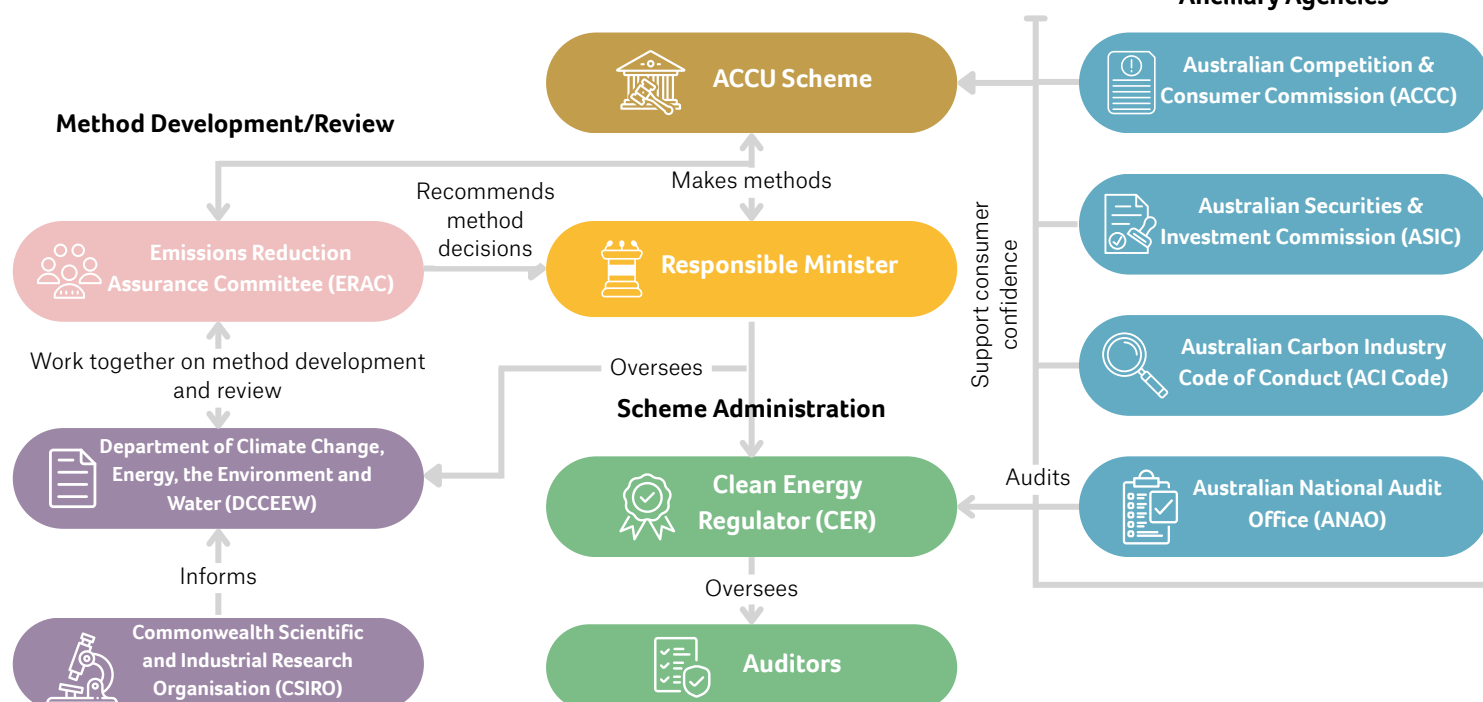 Ancillary Agencies
ACCU Scheme
Australian Competition &
Consumer Commission (ACCC)
Method Development/Review
Makes methods
Recommends
method
decisions
Emissions Reduction
Assurance Committee (ERAC)
Responsible Minister
Australian Securities &
Investment Commission (ASIC)
Support consumer
confidence
Work together on method development
and review
Oversees
Australian Carbon Industry
Code of Conduct (ACI Code)
Scheme Administration
Department of Climate Change,
Energy, the Environment and
Water (DCCEEW)
Clean Energy
Regulator (CER)
Audits
Australian National Audit
Office (ANAO)
Informs
Oversees
Commonwealth Scientific
and Industrial Research
Organisation (CSIRO)
Auditors